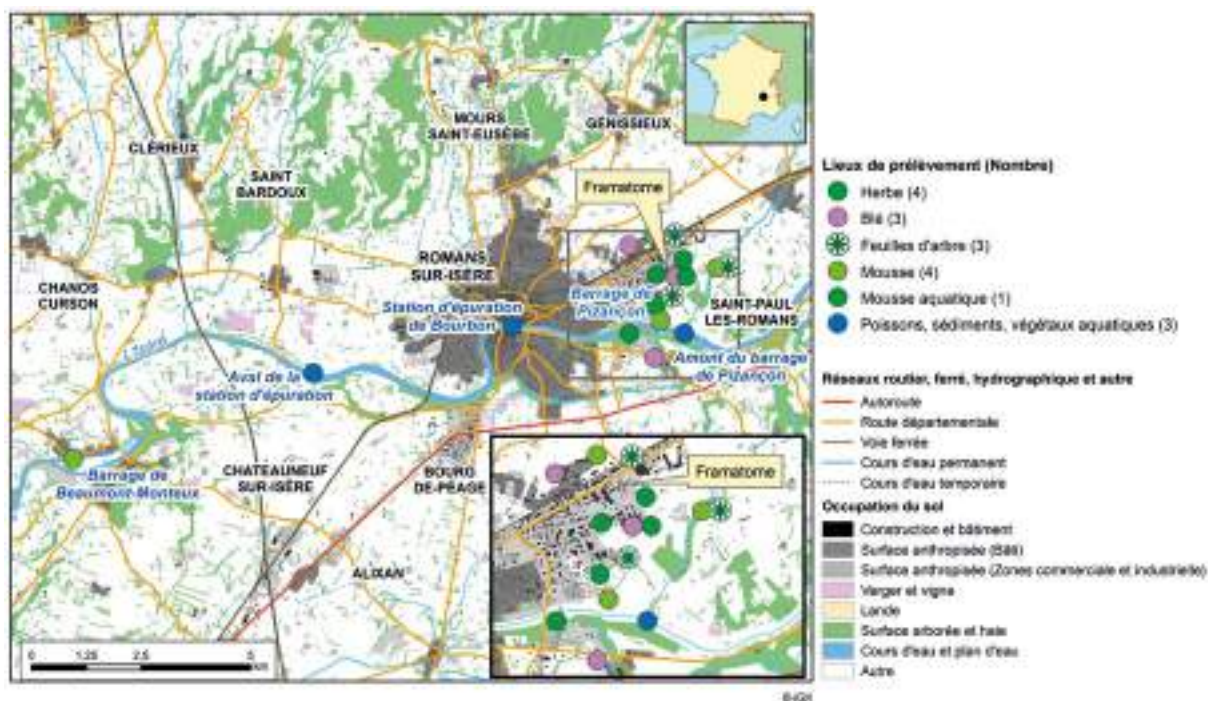 MOURS
SAINT-EUSÈBE
GÉNISSIEUX
CLÉRIEUX
SAINT
BARDOUX
Framatome
ROMANS
SUR-ISÈRE
CHANOS
CURSON
Station d'épuration
de Bourbon
Barrage de
Pizançon
SAINT-PAUL
LES-ROMANS
L'Isère
Aval de la
station d'épuration
Amont du barrage
de Pizançon
Barrage de
Beaumont-Monteux
CHATEAUNEUF
SUR-ISÈRE
BOURG
DE-PÉAGE
ALIXAN
Framatome
0 1,25 2,5 5
KM
Lieux de prélèvement (Nombre)
Herbe (4)
Blé (3)
Feuilles d'arbre (3)
Mousse (4)
Mousse aquatique (1)
Poissons, sédiments, végétaux aquatiques (3)
Réseaux routier, ferré, hydrographique et autre
Autoroute
Route départementale
Voie ferrée
Cours d'eau permanent
Cours d'eau temporaire
Occupation du sol
Construction et bâtiment
Surface anthropisée (Bâti)
Surface anthropisée (Zones commerciale et industrielle)
Verger et vigne
Lande
Surface arborée et haie
Cours d'eau et plan d'eau
Autre